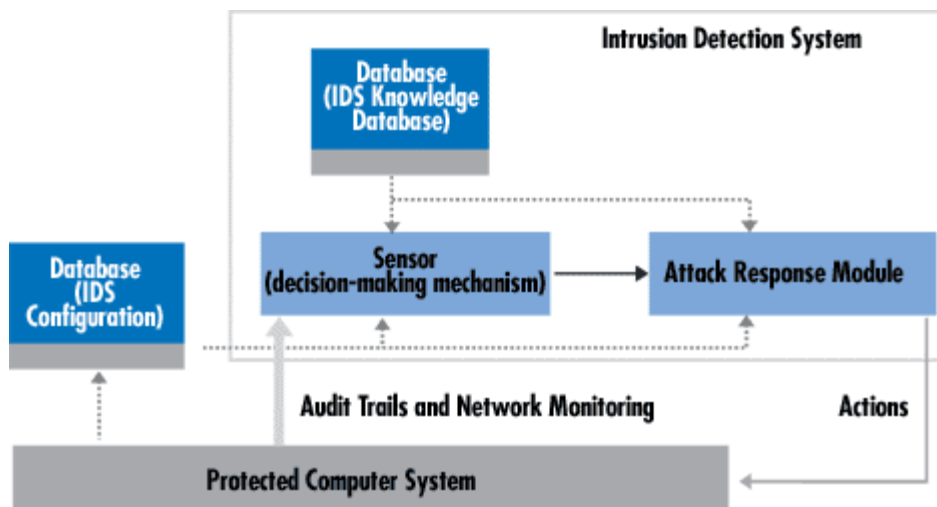 Intrusion Detection System
Database
(IDS Knowledge
Database)
Sensor
(decision-making mechanism)
Attack Response Module
Database
(IDS
Configuration)
Audit Trails and Network Monitoring
Actions
Protected Computer System